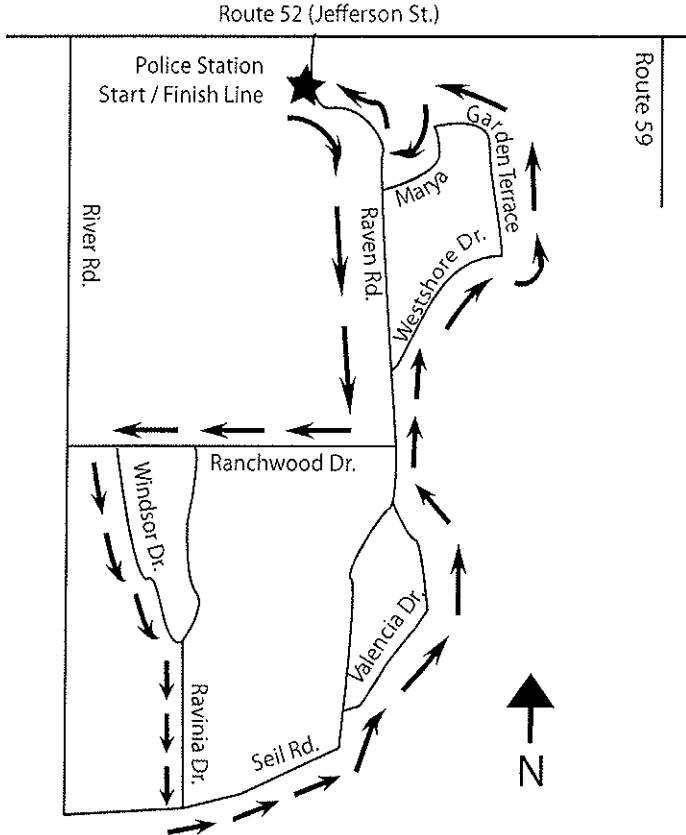 Route 52 (Jefferson St.)
Police Station
Start / Finish Line
Route 59
Garden Terrace
Marya
River Rd.
Raven Rd.
Westshore Dr.
Ranchwood Dr.
Windsor Dr.
Valencia Dr.
Ravinia Dr.
Seil Rd.
N